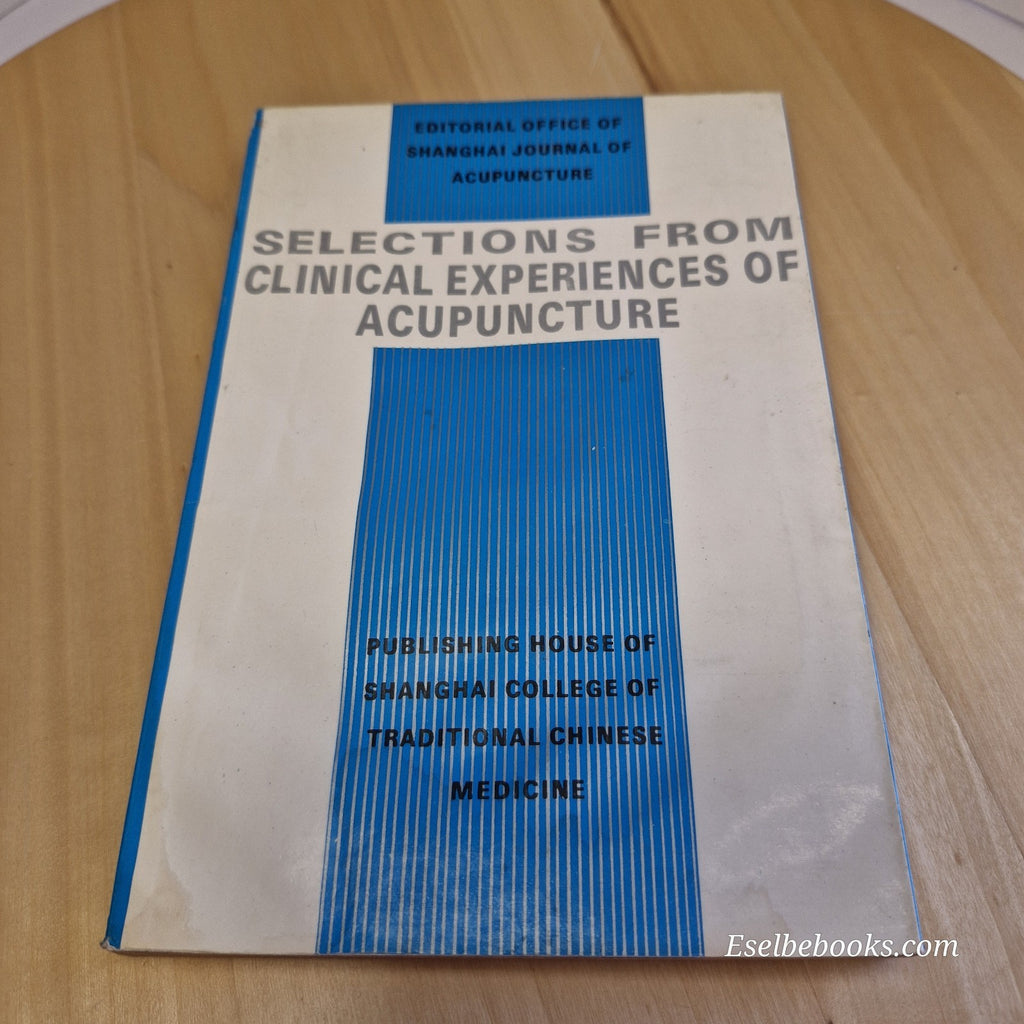 EDITORIAL OFFICE OF
SHANGHAI JOURNAL OF
ACUPUNCTURE
SELECTIONS FROM
CLINICAL EXPERIENCES OF
ACUPUNCTURE
PUBLISHING HOUSE OF
SHANGHAI COLLEGE OF
TRADITIONAL CHINESE
MEDICINE
Eselbebooks.com